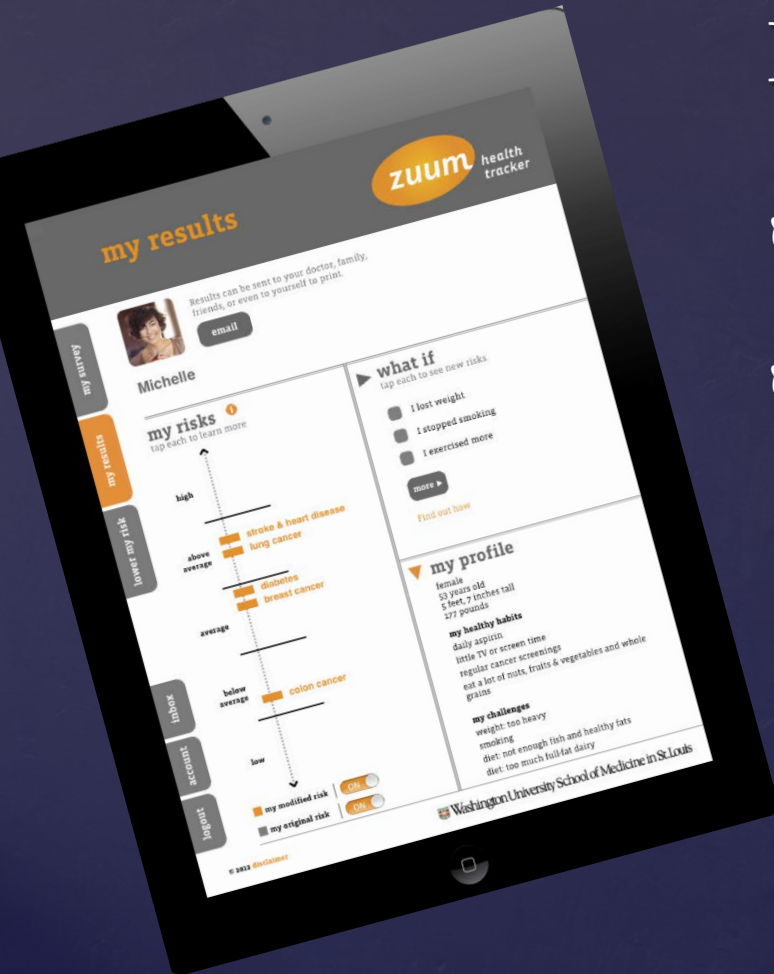 my results
zuum
health
tracker
Results can be sent to your doctor, family,
friends, or even to yourself to print.
email
Michelle
my survey
my results
lower my risk
inbox
account
logout
my risks i
tap each to learn more
high
stroke & heart disease
lung cancer
above
average
diabetes
breast cancer
average
below
average
colon cancer
low
my modified risk ON
my original risk ON
what if
tap each to see new risks
I lost weight
I stopped smoking
I exercised more
more
Find out how
my profile
female
53 years old
5 feet, 7 inches tall
177 pounds
my healthy habits
daily aspirin
little TV or screen time
regular cancer screenings
eat a lot of nuts, fruits & vegetables and whole
grains
my challenges
weight: too heavy
smoking
diet: not enough fish and healthy fats
diet: too much full-fat dairy
Washington University School of Medicine in St. Louis
© 2012 disclaimer